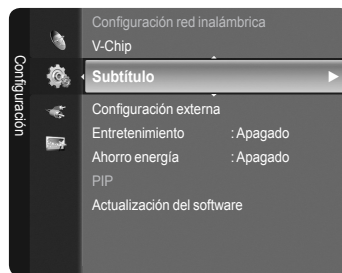 Configuración
Configuración red inalámbrica
V-Chip
Subtítulo
Configuración externa
Entretenimiento : Apagado
Ahorro energía : Apagado
PIP
Actualización del software